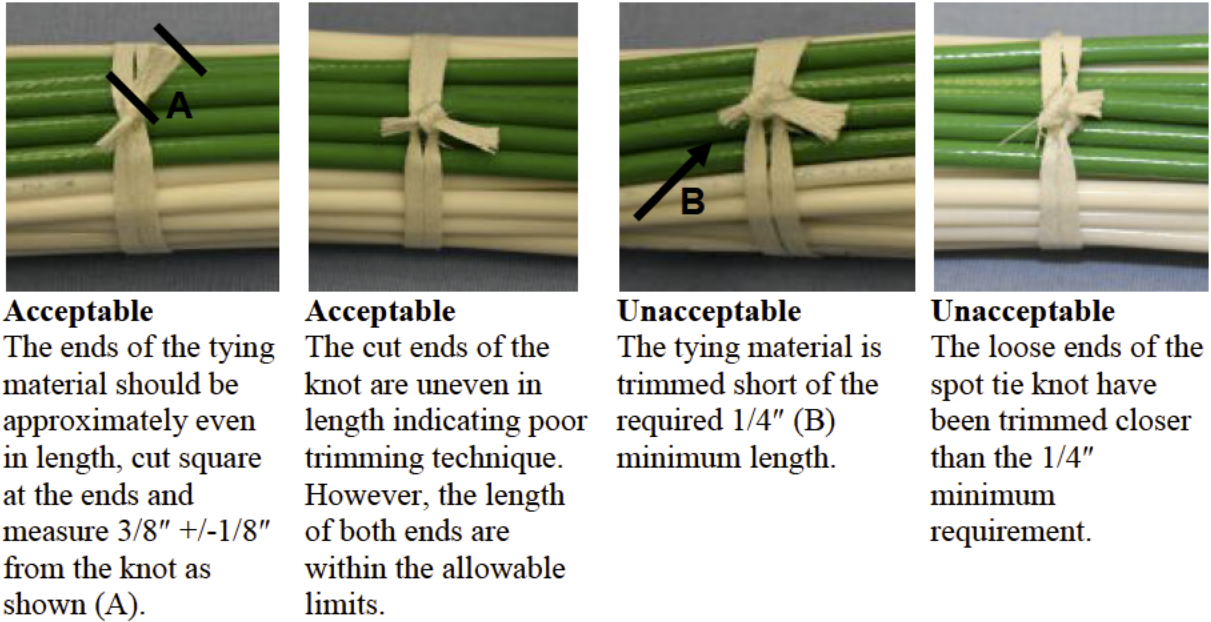 A
B
Acceptable
The ends of the tying
material should be
approximately even
in length, cut square
at the ends and
measure 3/8″ +/-1/8″
from the knot as
shown (A).
Acceptable
The cut ends of the
knot are uneven in
length indicating poor
trimming technique.
However, the length
of both ends are
within the allowable
limits.
Unacceptable
The tying material is
trimmed short of the
required 1/4″ (B)
minimum length.
Unacceptable
The loose ends of the
spot tie knot have
been trimmed closer
than the 1/4″
minimum
requirement.